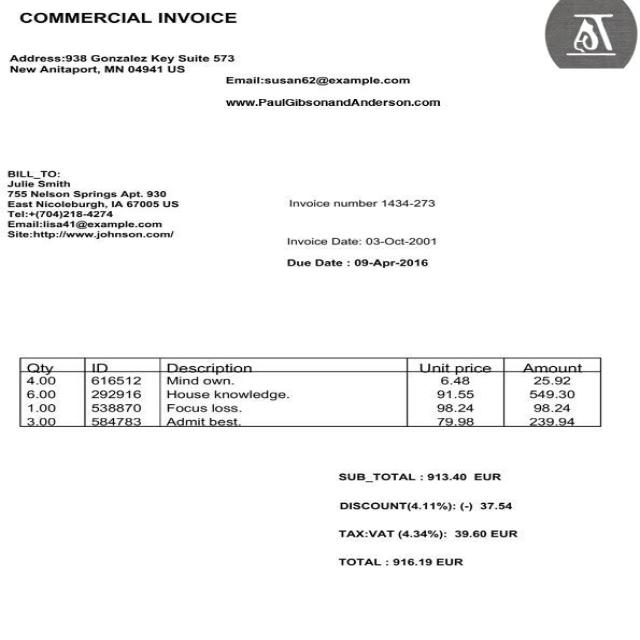 COMMERCIAL INVOICE
Address:938 Gonzalez Key Suite 573
New Anitaport, MN 04941 US
Email:susan62@example.com
www.PaulGibsonandAnderson.com
BILL_TO:
Julie Smith
755 Nelson Springs Apt. 930
East Nicoleburgh, IA 67005 US
Tel:+(704)218-4274
Email:lisa41@example.com
Site:http://www.johnson.com/
Invoice number 1434-273
Invoice Date: 03-Oct-2001
Due Date : 09-Apr-2016
Qty ID Description Unit price Amount
4.00 616512 Mind own. 6.48 25.92
6.00 292916 House knowledge. 91.55 549.30
1.00 538870 Focus loss. 98.24 98.24
3.00 584783 Admit best. 79.98 239.94
SUB_TOTAL : 913.40 EUR
DISCOUNT(4.11%): (-) 37.54
TAX:VAT (4.34%): 39.60 EUR
TOTAL : 916.19 EUR